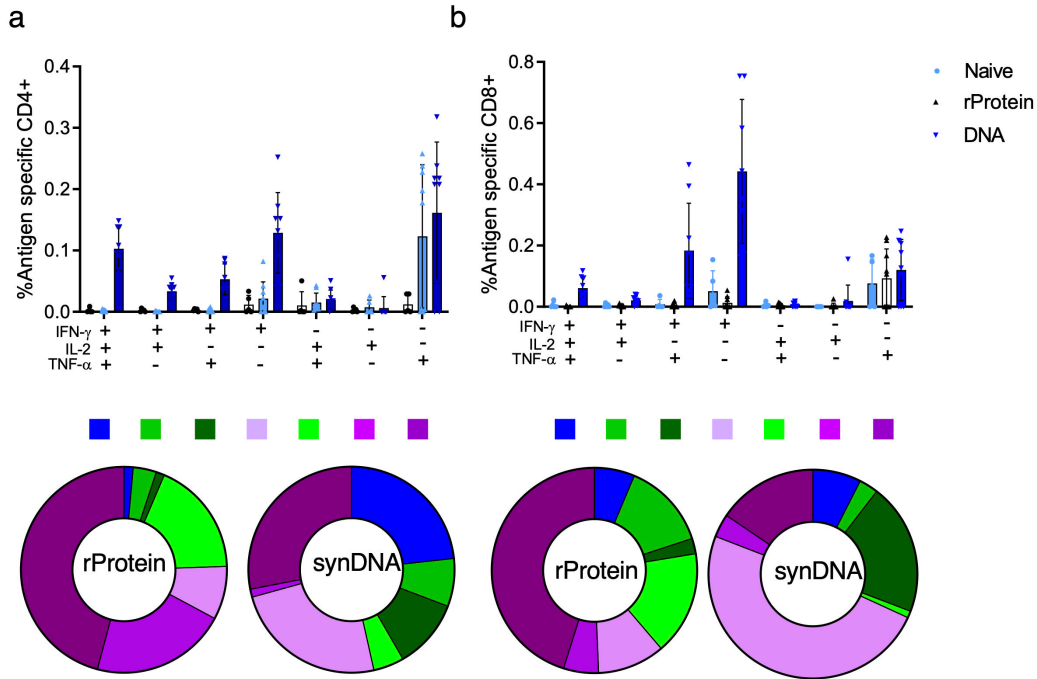 a
b
%Antigen specific CD4+
0.4
0.3
0.2
0.1
0.0
IFN-γ + + + + - - -
IL-2 + + - - + + -
TNF-α + - + - + - +
%Antigen specific CD8+
0.8
0.6
0.4
0.2
0.0
IFN-γ + + + + - - -
IL-2 + + - - + + -
TNF-α + - + - + - +
Naive
rProtein
DNA
rProtein
synDNA
rProtein
synDNA